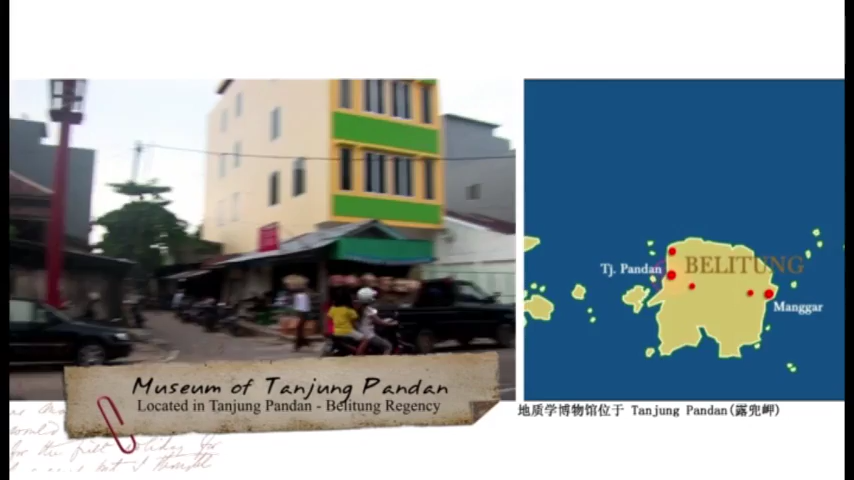 Tj. Pandan
BELITUNG
Manggar
Museum of Tanjung Pandan
Located in Tanjung Pandan - Belitung Regency
地质学博物馆位于 Tanjung Pandan(露兜岬)